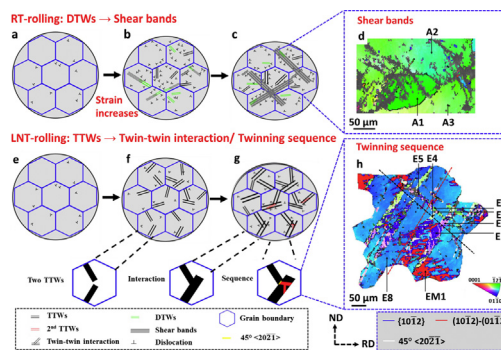 RT-rolling: DTWs → Shear bands
a
b
c
Strain
increases
Shear bands
d
A2
A1
A3
50 μm
LNT-rolling: TTWs → Twin-twin interaction/ Twinning sequence
e
f
g
Twinning sequence
h
E5
E4
E
E
E
E
E8
EM1
50 μm
0001
Two TTWs
Interaction
Sequence
TTWs
2nd TTWs
Twin-twin interaction
DTWs
Shear bands
Dislocation
Grain boundary
45° <202̄1̄>
ND
RD
{101̄2}
(101̄2)-(011̄
45° <202̄1̄>